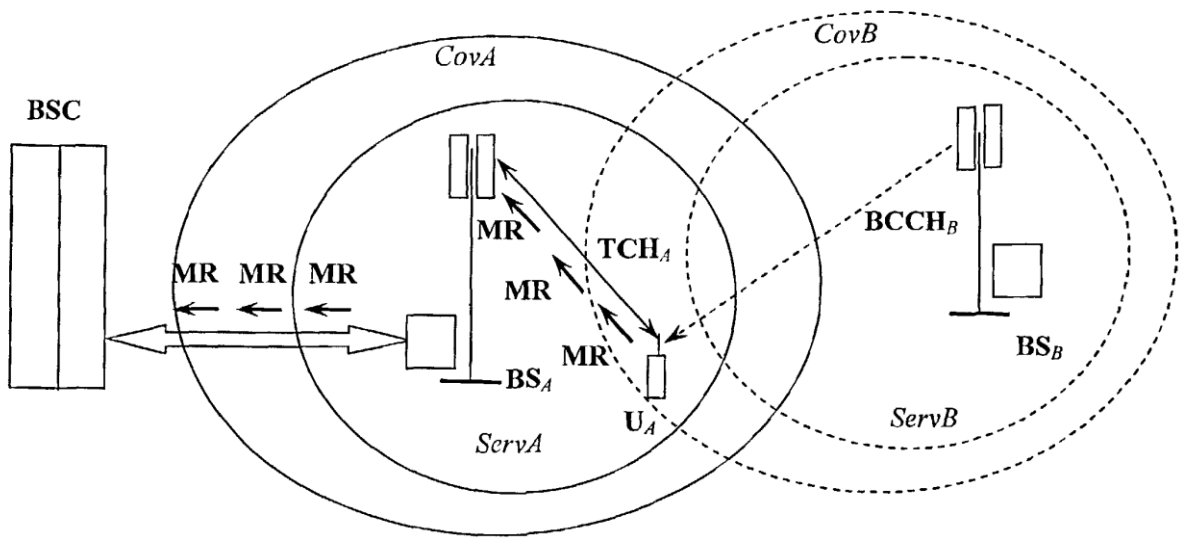 CovB
CovA
BSC
MR
TCH_A
BCCH_B
MR MR MR
MR
MR
BS_B
BS_A
U_A
ServB
ServA